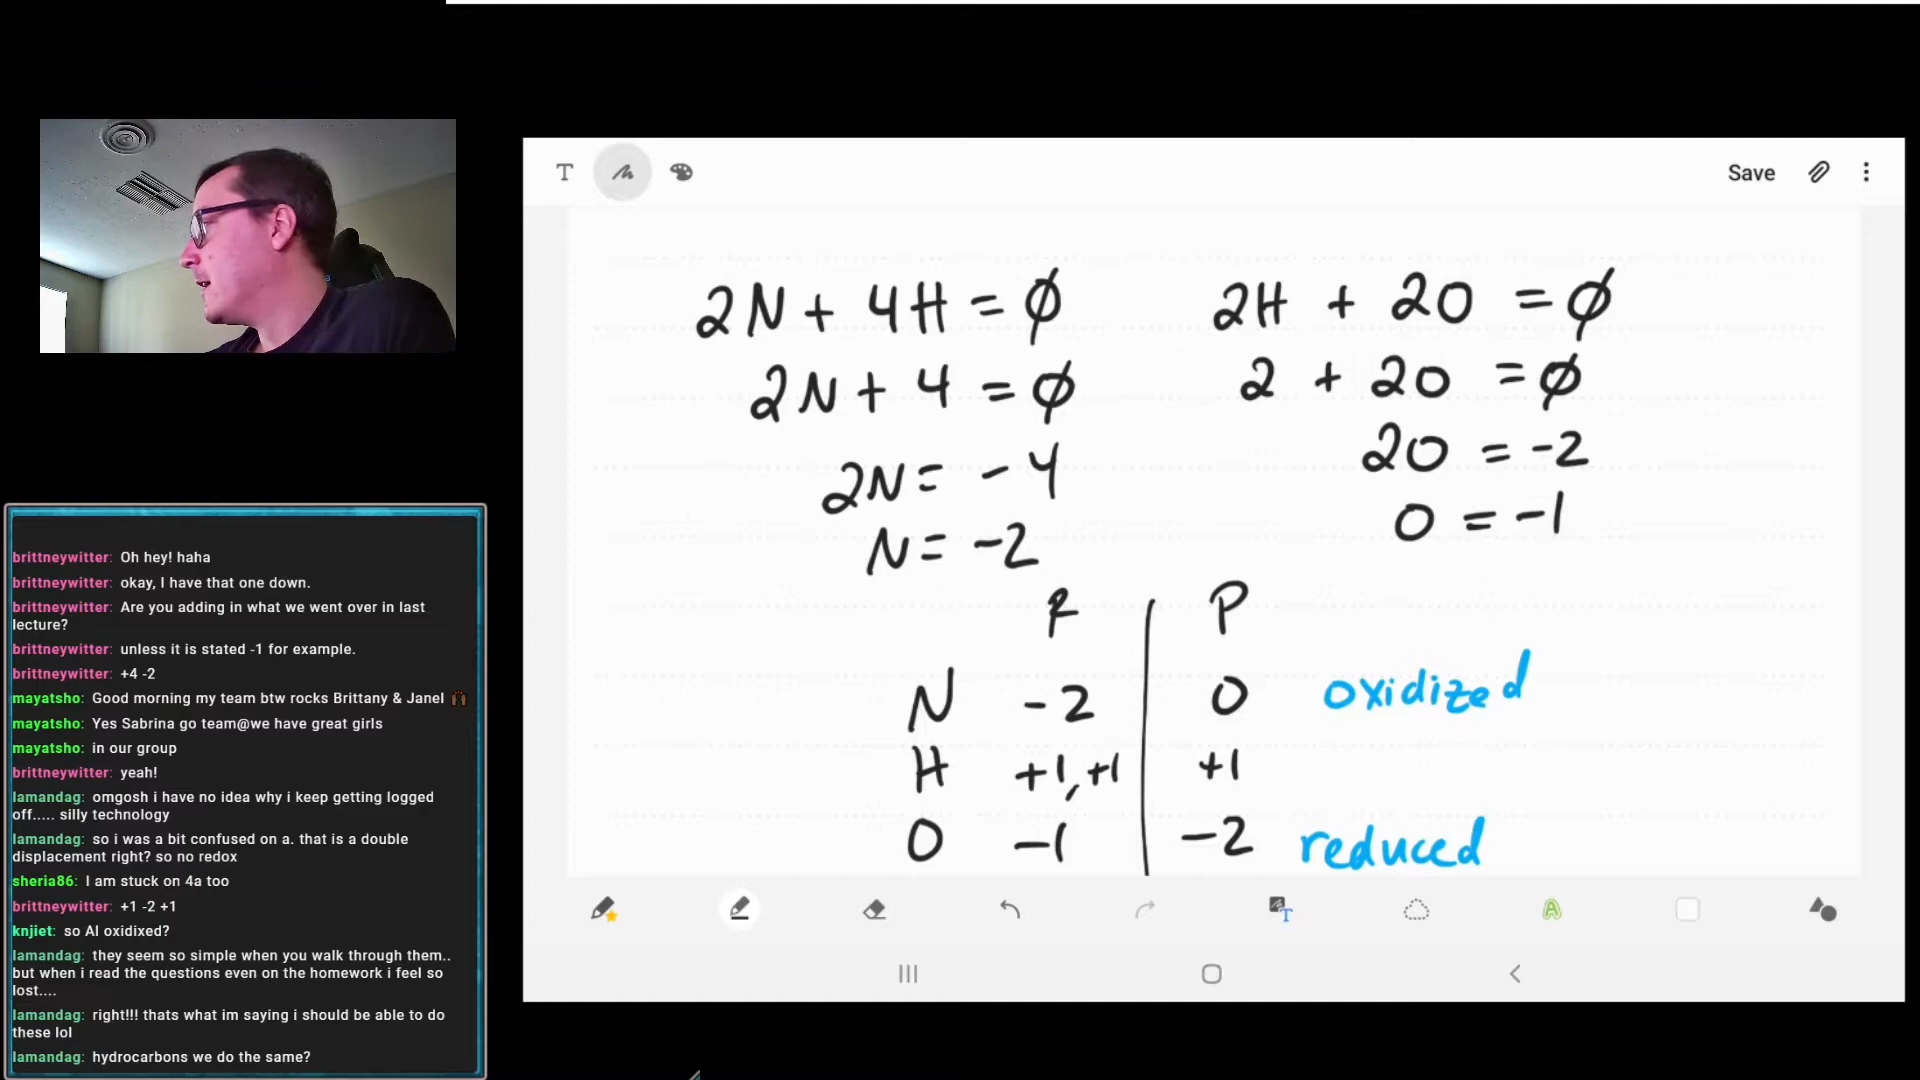 T
Save
2N + 4H = ∅
2N + 4 = ∅
2N = -4
N = -2
2H + 2O = ∅
2 + 2O = ∅
2O = -2
O = -1
R P
N -2 0 oxidized
H +1, +1 +1
O -1 -2 reduced
brittneywitter: Oh hey! haha
brittneywitter: okay, I have that one down.
brittneywitter: Are you adding in what we went over in last
lecture?
brittneywitter: unless it is stated -1 for example.
brittneywitter: +4 -2
mayatsho: Good morning my team btw rocks Brittany & Janel
mayatsho: Yes Sabrina go team@we have great girls
mayatsho: in our group
brittneywitter: yeah!
lamandag: omgosh i have no idea why i keep getting logged
off..... silly technology
lamandag: so i was a bit confused on a. that is a double
displacement right? so no redox
sheria86: I am stuck on 4a too
brittneywitter: +1 -2 +1
knjiet: so Al oxidixed?
lamandag: they seem so simple when you walk through them..
but when i read the questions even on the homework i feel so
lost....
lamandag: right!!! thats what im saying i should be able to do
these lol
lamandag: hydrocarbons we do the same?